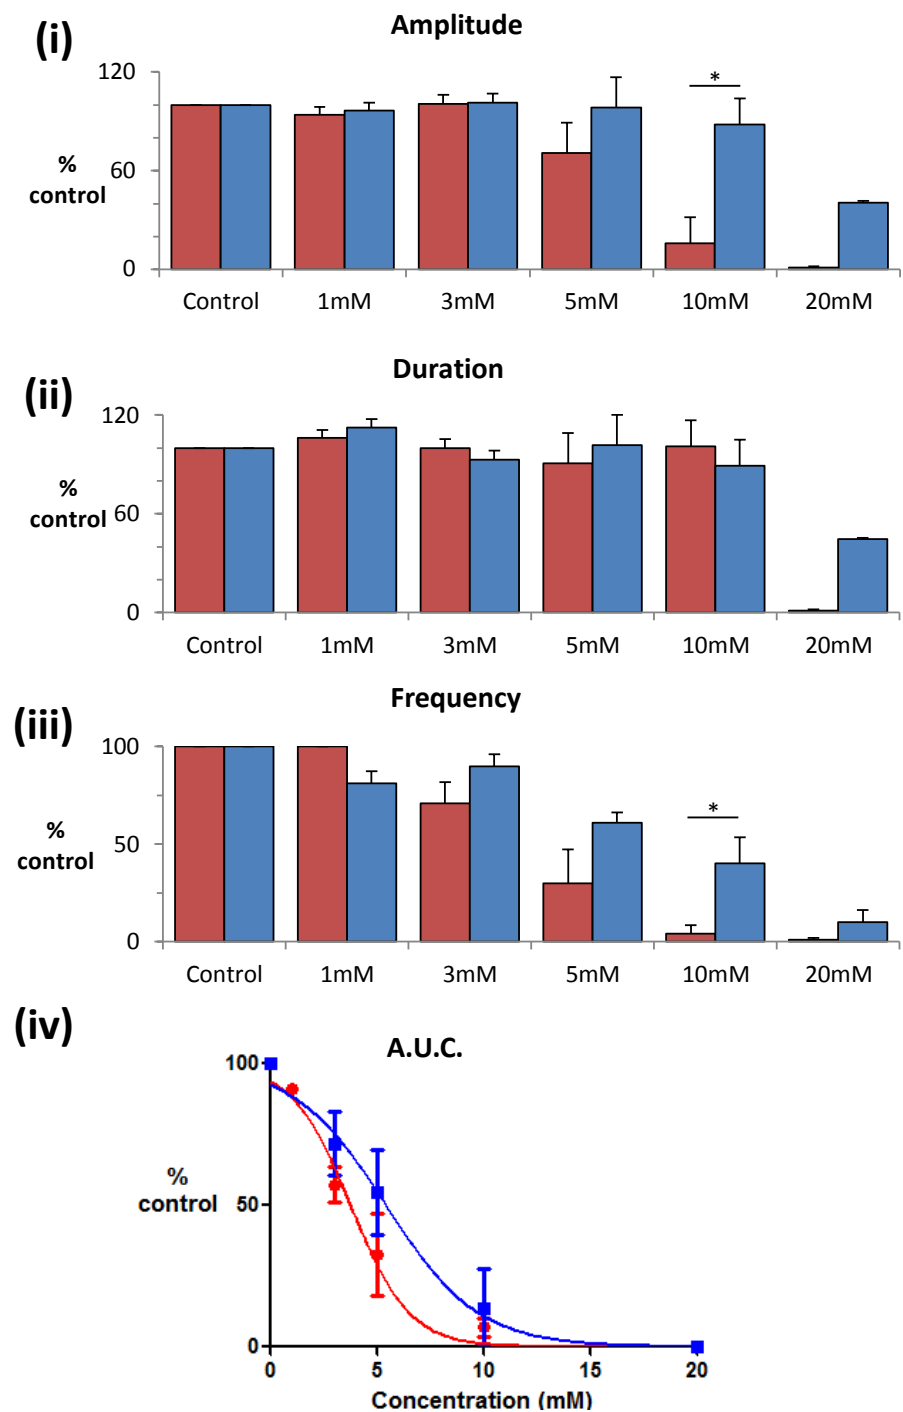 (i)
Amplitude
120
60
0
%
control
*
Control 1mM 3mM 5mM 10mM 20mM
(ii)
Duration
120
60
0
%
control
Control 1mM 3mM 5mM 10mM 20mM
(iii)
Frequency
100
50
0
%
control
*
Control 1mM 3mM 5mM 10mM 20mM
(iv)
A.U.C.
100
50
0
%
control
0 5 10 15 20
Concentration (mM)